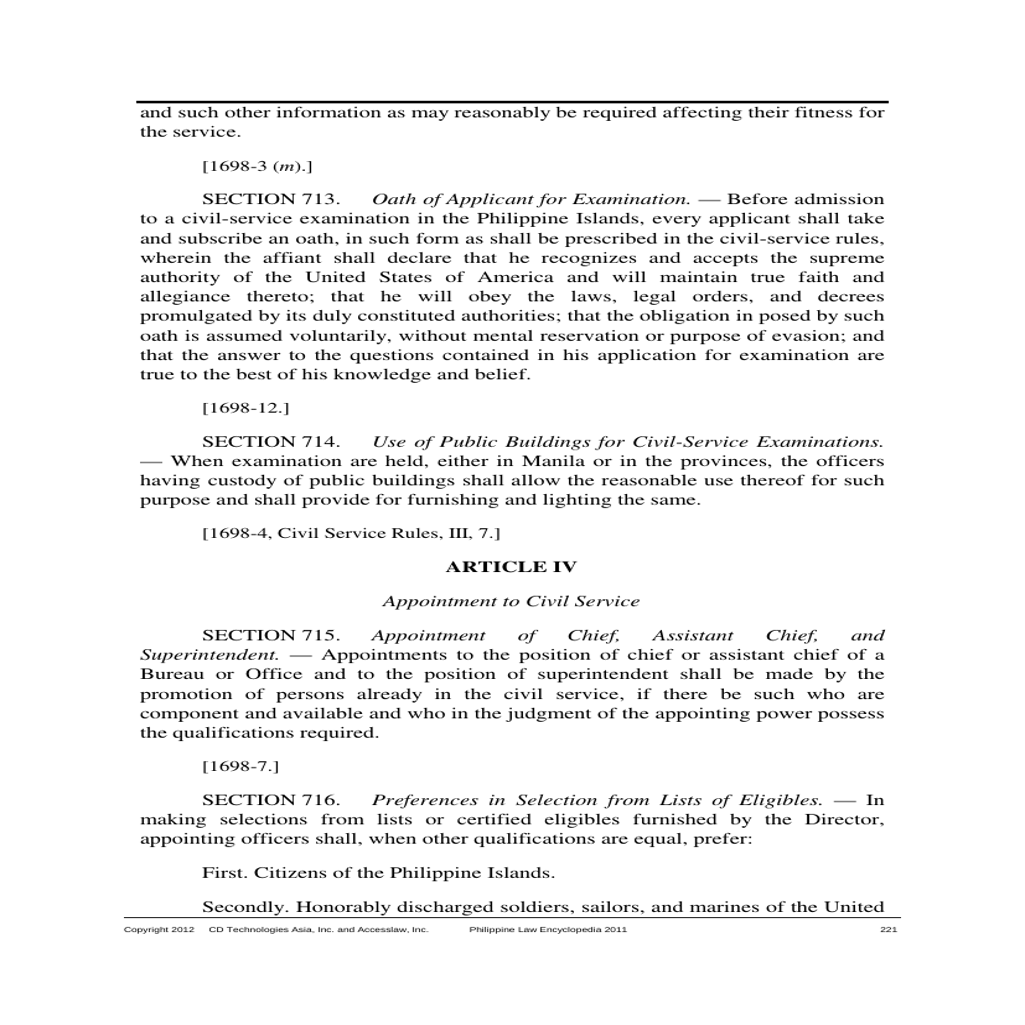 and such other information as may reasonably be required affecting their fitness for
the service.
[1698-3 (m).]
SECTION 713. Oath of Applicant for Examination. — Before admission
to a civil-service examination in the Philippine Islands, every applicant shall take
and subscribe an oath, in such form as shall be prescribed in the civil-service rules,
wherein the affiant shall declare that he recognizes and accepts the supreme
authority of the United States of America and will maintain true faith and
allegiance thereto; that he will obey the laws, legal orders, and decrees
promulgated by its duly constituted authorities; that the obligation in posed by such
oath is assumed voluntarily, without mental reservation or purpose of evasion; and
that the answer to the questions contained in his application for examination are
true to the best of his knowledge and belief.
[1698-12.]
SECTION 714. Use of Public Buildings for Civil-Service Examinations.
— When examination are held, either in Manila or in the provinces, the officers
having custody of public buildings shall allow the reasonable use thereof for such
purpose and shall provide for furnishing and lighting the same.
[1698-4, Civil Service Rules, III, 7.]
ARTICLE IV
Appointment to Civil Service
SECTION 715. Appointment of Chief, Assistant Chief, and
Superintendent. — Appointments to the position of chief or assistant chief of a
Bureau or Office and to the position of superintendent shall be made by the
promotion of persons already in the civil service, if there be such who are
component and available and who in the judgment of the appointing power possess
the qualifications required.
[1698-7.]
SECTION 716. Preferences in Selection from Lists of Eligibles. — In
making selections from lists or certified eligibles furnished by the Director,
appointing officers shall, when other qualifications are equal, prefer:
First. Citizens of the Philippine Islands.
Secondly. Honorably discharged soldiers, sailors, and marines of the United
Copyright 2012 CD Technologies Asia, Inc. and Accesslaw, Inc. Philippine Law Encyclopedia 2011 221